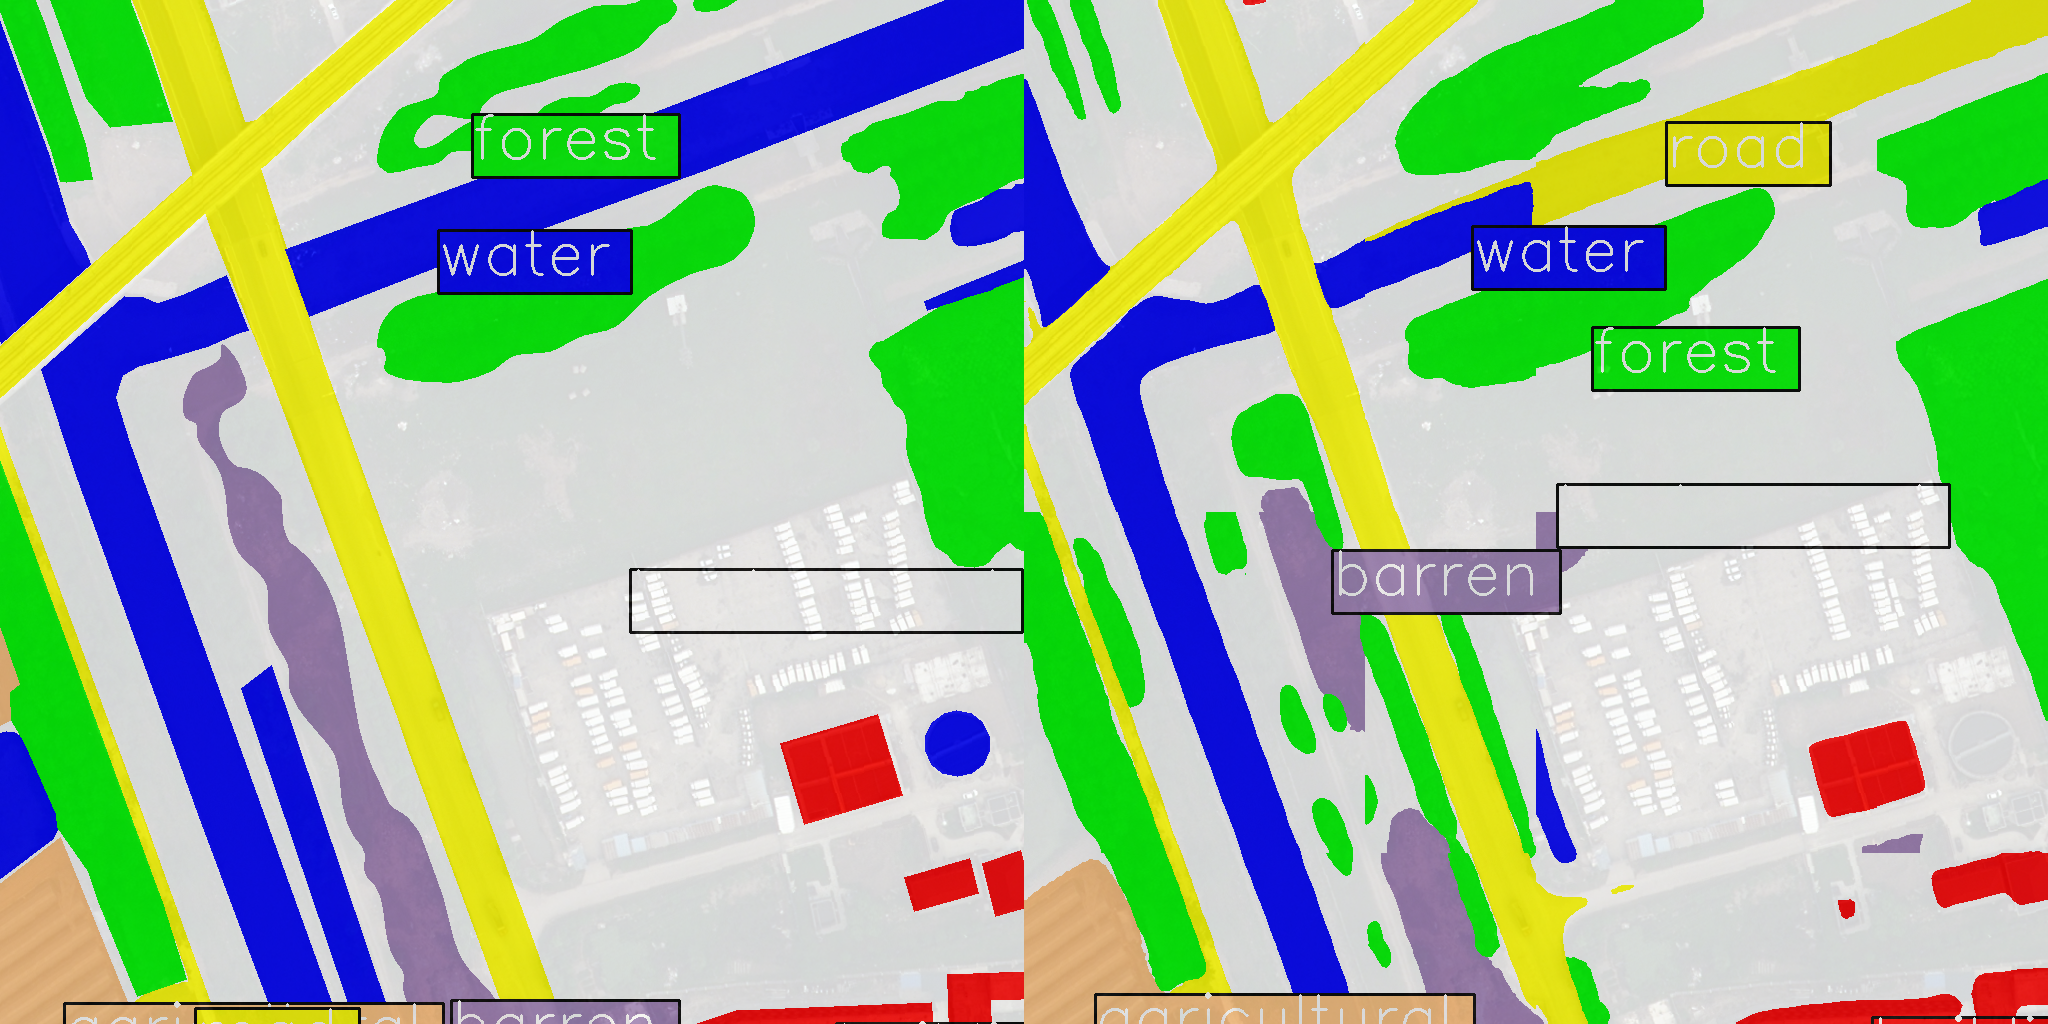 forest
water
barren
road
water
forest
barren
agricultural